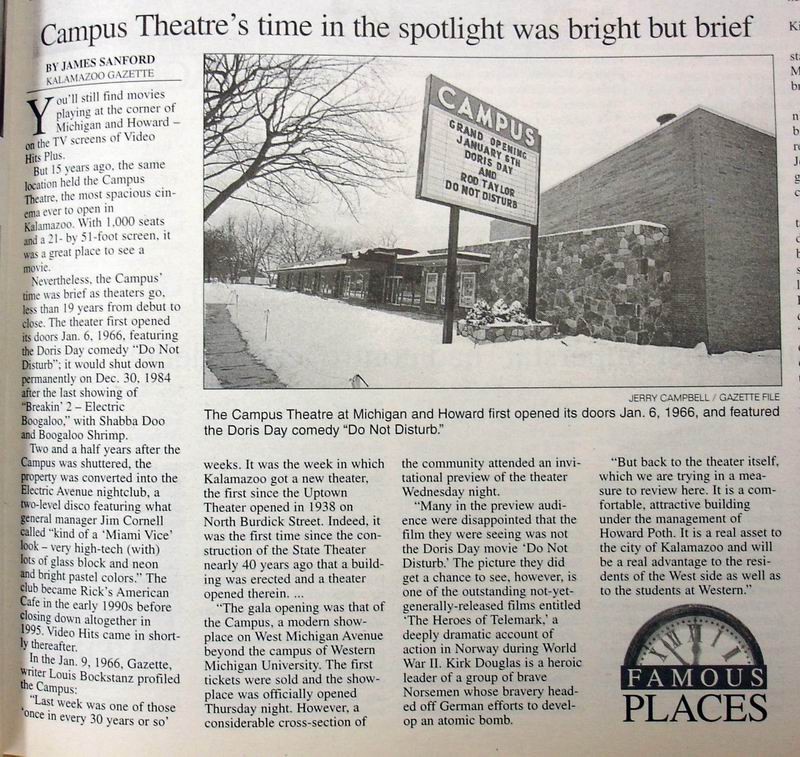 Campus Theatre's time in the spotlight was bright but brief
BY JAMES SANFORD
KALAMAZOO GAZETTE
You'll still find movies
playing at the corner of
Michigan and Howard –
on the TV screens of Video
Hits Plus.
But 15 years ago, the same
location held the Campus
Theatre, the most spacious cin-
ema ever to open in
Kalamazoo. With 1,000 seats
and a 21- by 51-foot screen, it
was a great place to see a
movie.
Nevertheless, the Campus'
time was brief as theaters go,
less than 19 years from debut to
close. The theater first opened
its doors Jan. 6, 1966, featuring
the Doris Day comedy "Do Not
Disturb"; it would shut down
permanently on Dec. 30, 1984
after the last showing of
"Breakin' 2 – Electric
Boogaloo," with Shabba Doo
and Boogaloo Shrimp.
Two and a half years after the
Campus was shuttered, the
property was converted into the
Electric Avenue nightclub, a
two-level disco featuring what
general manager Jim Cornell
called "kind of a 'Miami Vice'
look – very high-tech (with)
lots of glass block and neon
and bright pastel colors." The
club became Rick's American
Cafe in the early 1990s before
closing down altogether in
1995. Video Hits came in short-
ly thereafter.
In the Jan. 9, 1966, Gazette,
writer Louis Bockstanz profiled
the Campus:
"Last week was one of those
'once in every 30 years or so'
CAMPUS
GRAND OPENING
JANUARY 6TH
DORIS DAY
AND
ROD TAYLOR
DO NOT DISTURB
JERRY CAMPBELL / GAZETTE FILE
The Campus Theatre at Michigan and Howard first opened its doors Jan. 6, 1966, and featured
the Doris Day comedy "Do Not Disturb."
weeks. It was the week in which
Kalamazoo got a new theater,
the first since the Uptown
Theater opened in 1938 on
North Burdick Street. Indeed, it
was the first time since the con-
struction of the State Theater
nearly 40 years ago that a build-
ing was erected and a theater
opened therein. ...
"The gala opening was that of
the Campus, a modern show-
place on West Michigan Avenue
beyond the campus of Western
Michigan University. The first
tickets were sold and the show-
place was officially opened
Thursday night. However, a
considerable cross-section of
the community attended an invi-
tational preview of the theater
Wednesday night.
"Many in the preview audi-
ence were disappointed that the
film they were seeing was not
the Doris Day movie 'Do Not
Disturb.' The picture they did
get a chance to see, however, is
one of the outstanding not-yet-
generally-released films entitled
'The Heroes of Telemark,' a
deeply dramatic account of
action in Norway during World
War II. Kirk Douglas is a heroic
leader of a group of brave
Norsemen whose bravery head-
ed off German efforts to devel-
op an atomic bomb.
"But back to the theater itself,
which we are trying in a mea-
sure to review here. It is a com-
fortable, attractive building
under the management of
Howard Poth. It is a real asset to
the city of Kalamazoo and will
be a real advantage to the resi-
dents of the West side as well as
to the students at Western."
FAMOUS
PLACES